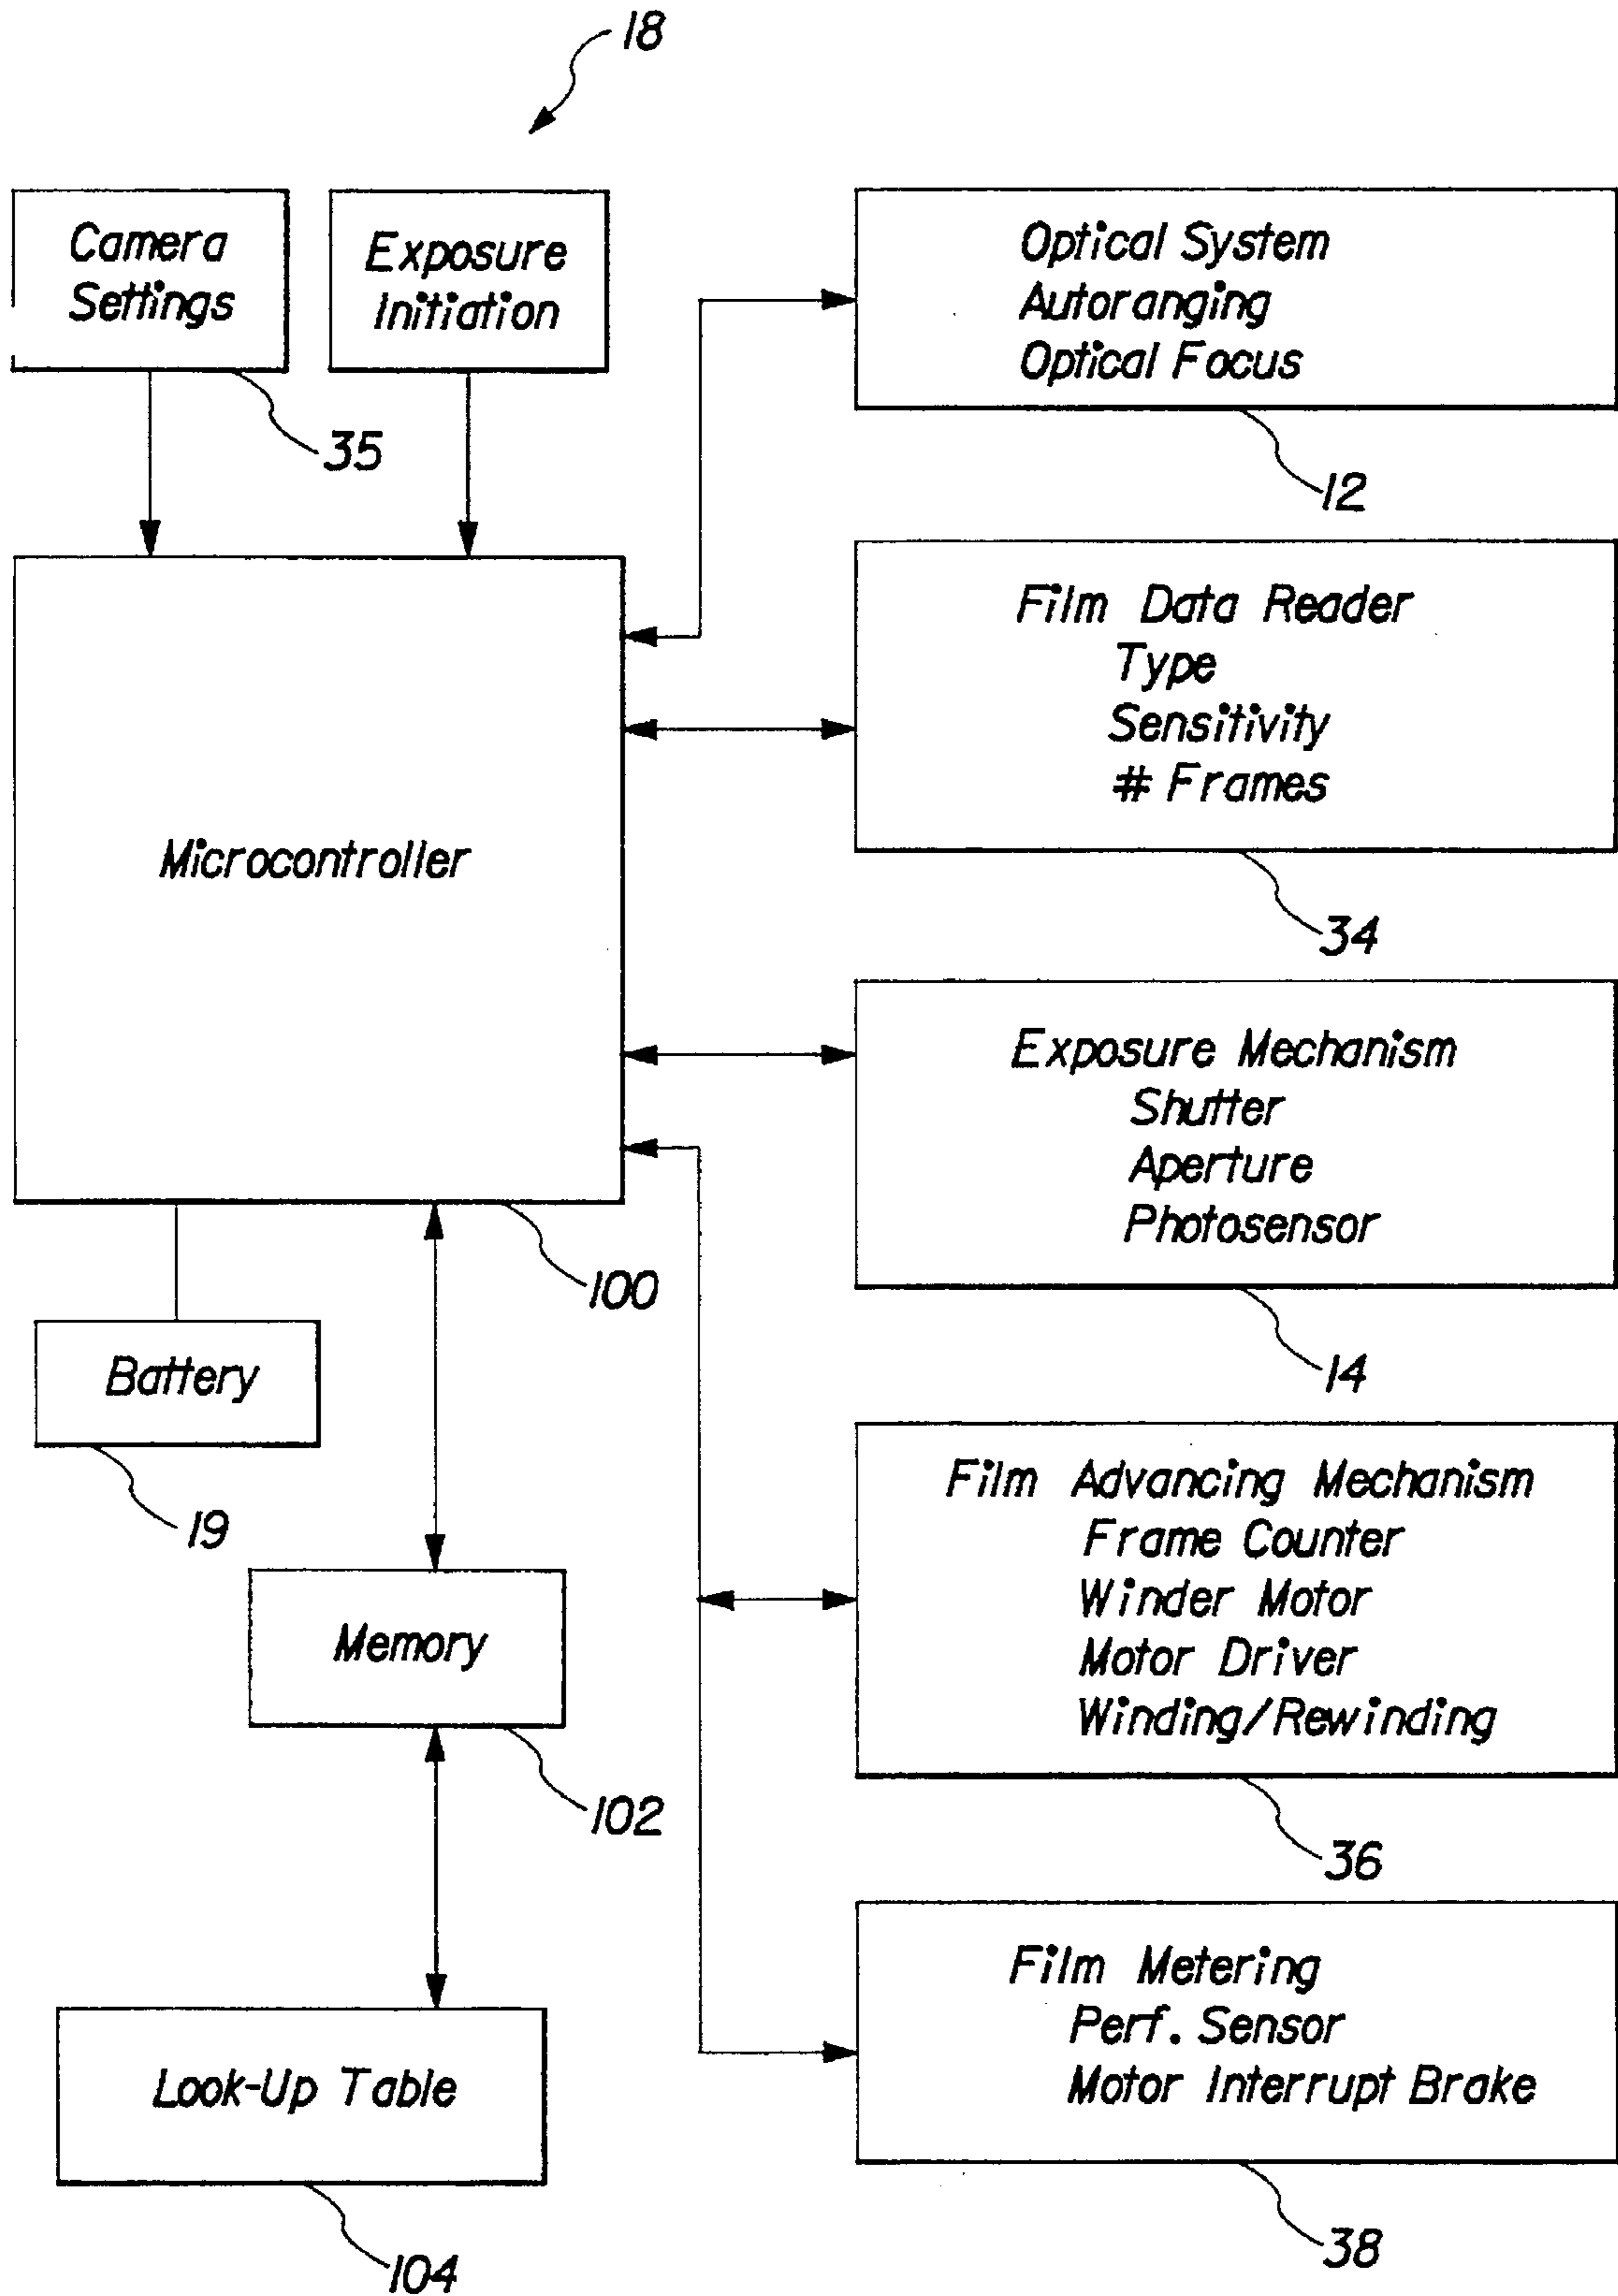 18
Camera
Settings
35
Exposure
Initiation
Optical System
Autoranging
Optical Focus
12
Film Data Reader
Type
Sensitivity
# Frames
34
Microcontroller
100
Exposure Mechanism
Shutter
Aperture
Photosensor
14
Battery
19
Film Advancing Mechanism
Frame Counter
Winder Motor
Motor Driver
Winding/Rewinding
36
Memory
102
Film Metering
Perf. Sensor
Motor Interrupt Brake
38
Look-Up Table
104